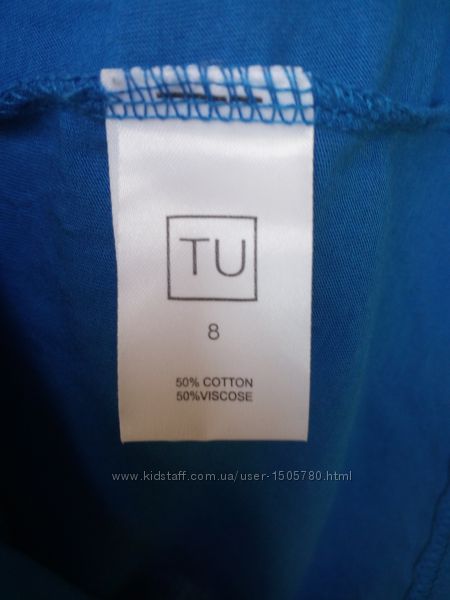 TU
8
50% COTTON
50%VISCOSE
www.kidstaff.com.ua/user-1505780.html